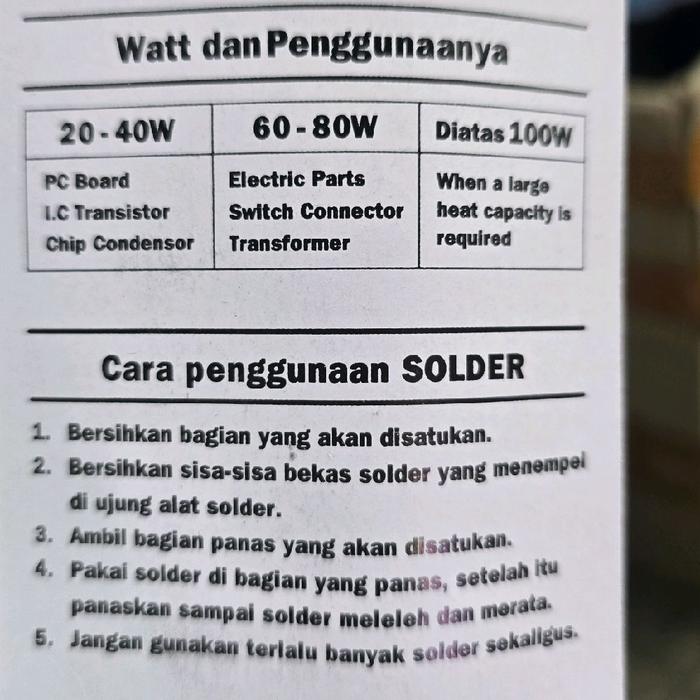 Watt dan Penggunaanya
20 - 40W
60 - 80W
Diatas 100W
PC Board
I.C Transistor
Chip Condensor
Electric Parts
Switch Connector
Transformer
When a large
heat capacity is
required
Cara penggunaan SOLDER
1. Bersihkan bagian yang akan disatukan.
2. Bersihkan sisa-sisa bekas solder yang menempel
di ujung alat solder.
3. Ambil bagian panas yang akan disatukan.
4. Pakai solder di bagian yang panas, setelah itu
panaskan sampai solder meleleh dan merata.
5. Jangan gunakan terlalu banyak solder sekaligus.